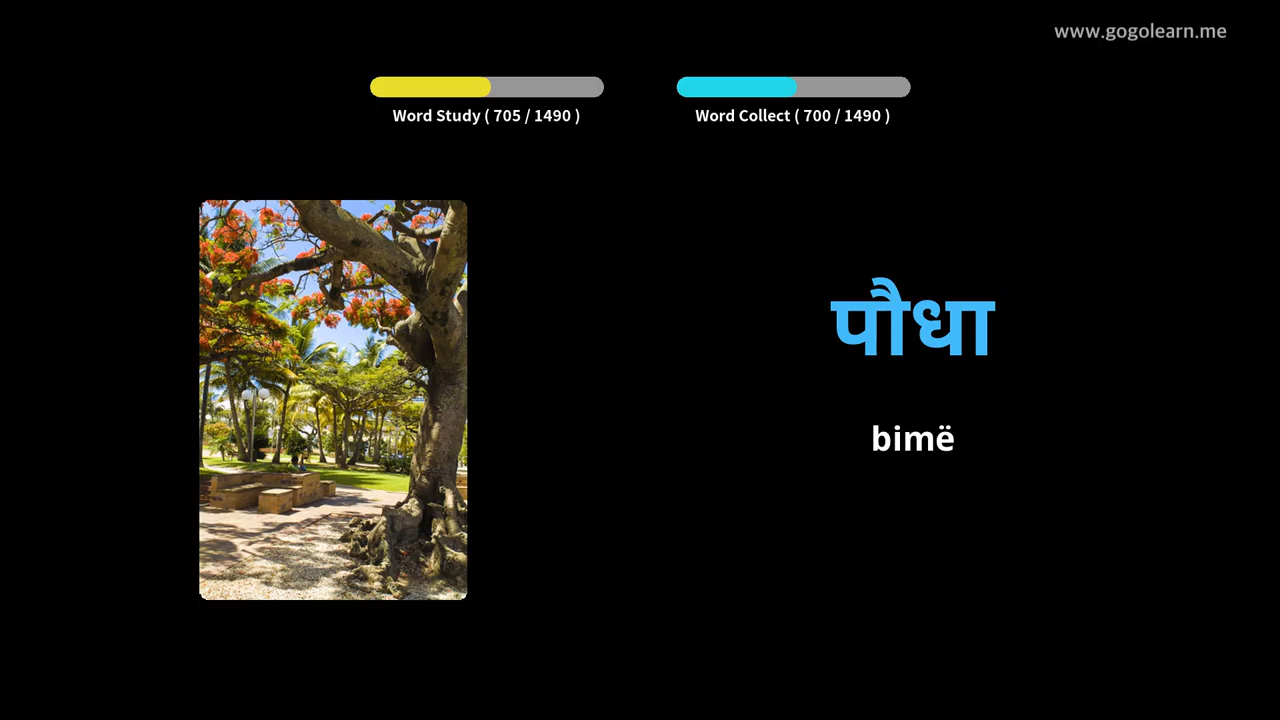 www.gogolearn.me
Word Study ( 705 / 1490 )
Word Collect ( 700 / 1490 )
पौधा
bimë